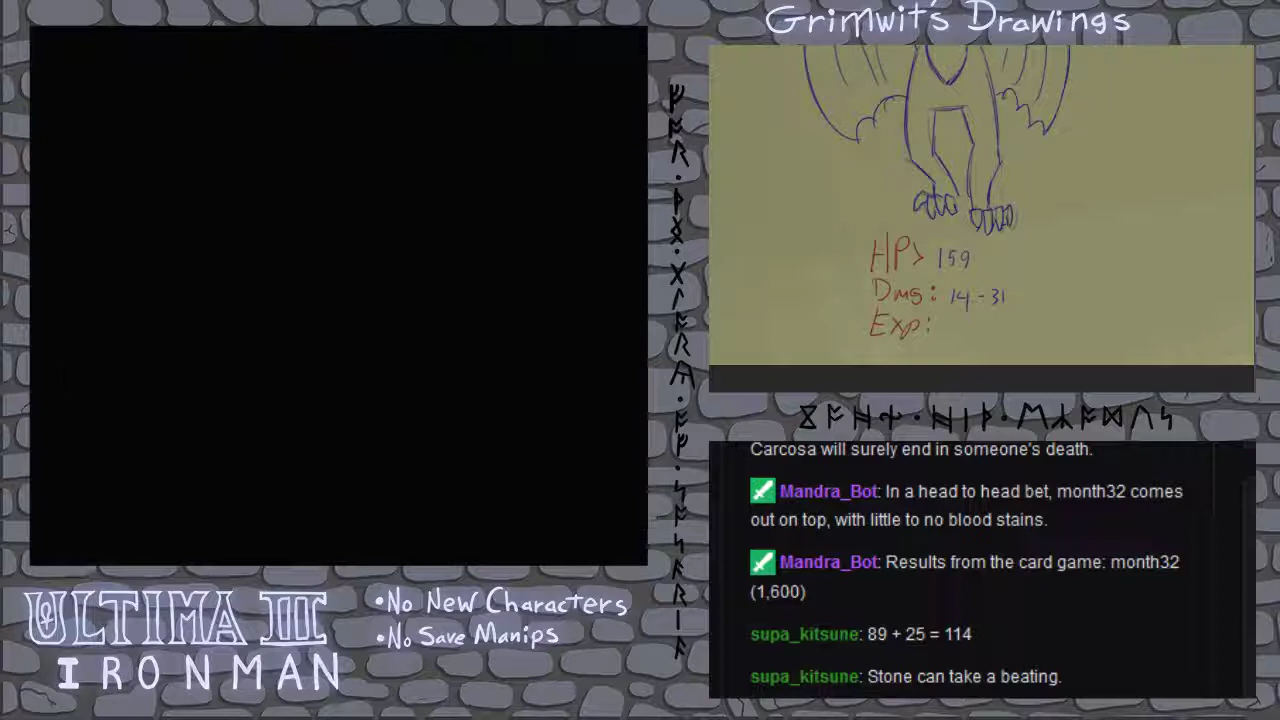 Grimwit's Drawings
HP> 159
Dmg: 14-31
Exp:
Carcosa will surely end in someone's death.
Mandra_Bot: In a head to head bet, month32 comes
out on top, with little to no blood stains.
Mandra_Bot: Results from the card game: month32
(1,600)
supa_kitsune: 89 + 25 = 114
supa_kitsune: Stone can take a beating.
ULTIMA III
IRONMAN
•No New Characters
•No Save Manips